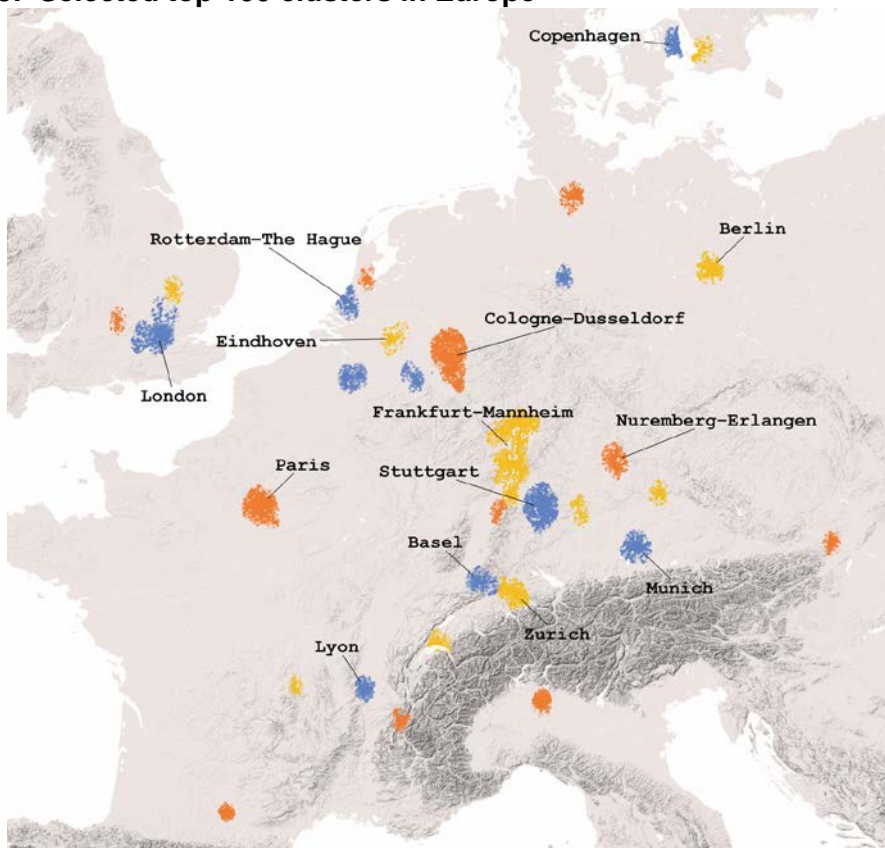 Selected top 100 clusters in Europe
Copenhagen
Berlin
Rotterdam–The Hague
Cologne–Dusseldorf
Eindhoven
London
Frankfurt–Mannheim
Nuremberg–Erlangen
Paris
Stuttgart
Basel
Munich
Zurich
Lyon